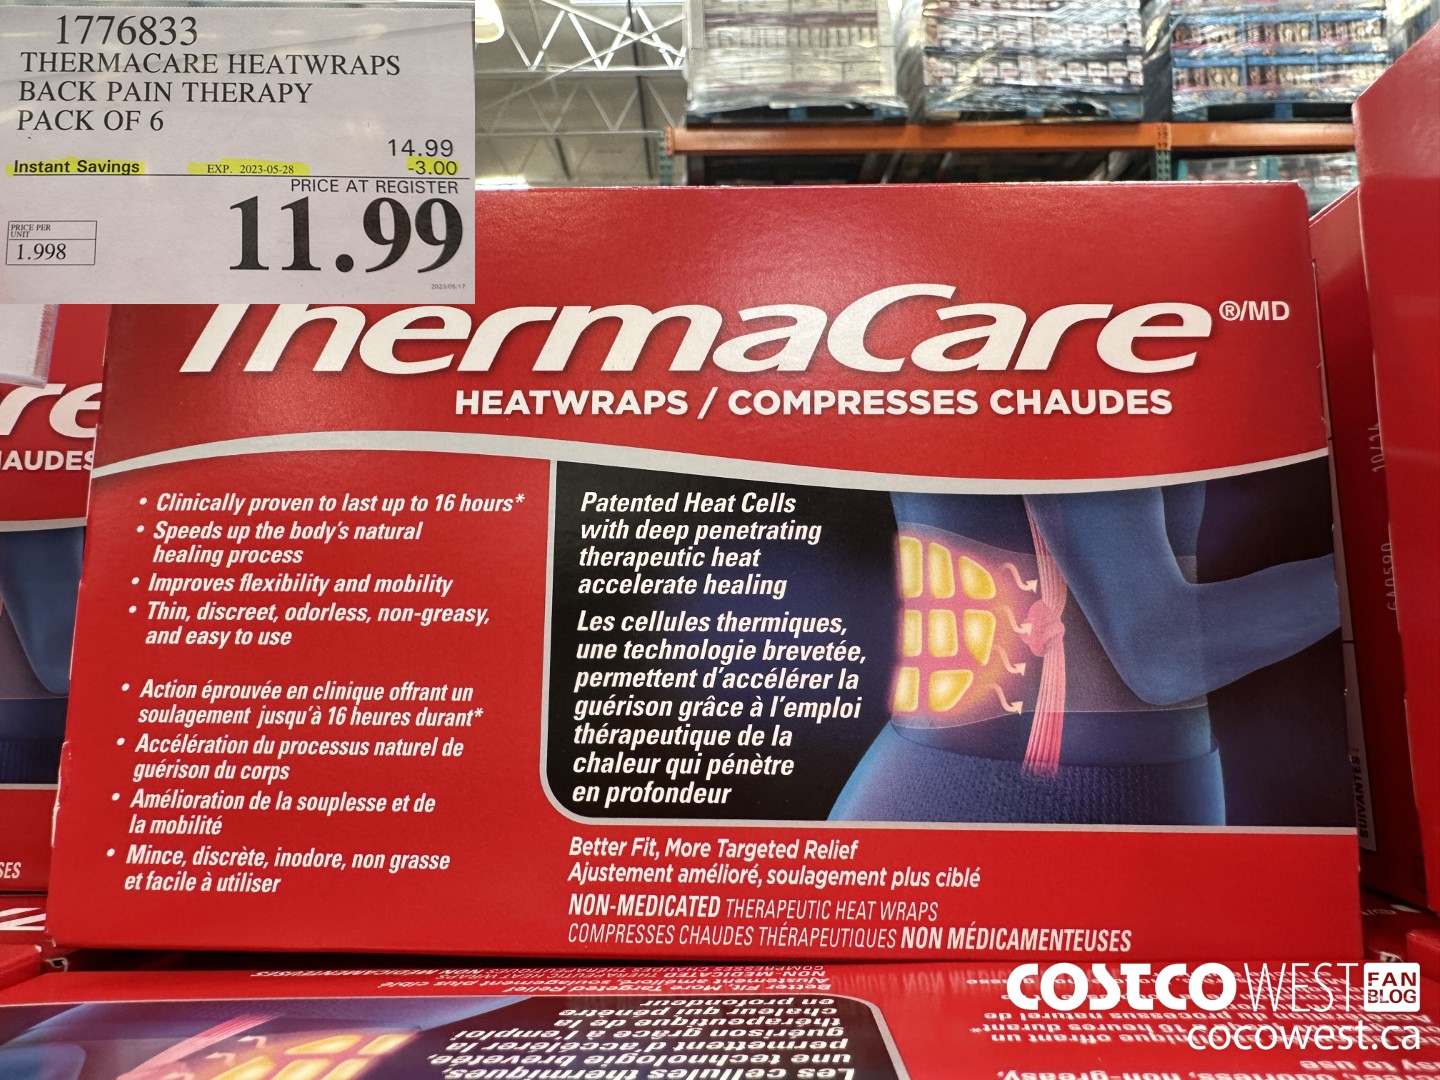 1776833
THERMACARE HEATWRAPS
BACK PAIN THERAPY
PACK OF 6
14.99
Instant Savings EXP. 2023-05-28 -3.00
PRICE AT REGISTER
11.99
PRICE PER
UNIT
1.998
2023/05/17
ThermaCare ®/MD
HEATWRAPS / COMPRESSES CHAUDES
• Clinically proven to last up to 16 hours*
• Speeds up the body's natural
healing process
• Improves flexibility and mobility
• Thin, discreet, odorless, non-greasy,
and easy to use
• Action éprouvée en clinique offrant un
soulagement jusqu'à 16 heures durant*
• Accélération du processus naturel de
guérison du corps
• Amélioration de la souplesse et de
la mobilité
• Mince, discrète, inodore, non grasse
et facile à utiliser
Patented Heat Cells
with deep penetrating
therapeutic heat
accelerate healing
Les cellules thermiques,
une technologie brevetée,
permettent d'accélérer la
guérison grâce à l'emploi
thérapeutique de la
chaleur qui pénètre
en profondeur
Better Fit, More Targeted Relief
Ajustement amélioré, soulagement plus ciblé
NON-MEDICATED THERAPEUTIC HEAT WRAPS
COMPRESSES CHAUDES THÉRAPEUTIQUES NON MÉDICAMENTEUSES
COSTCO WEST FAN
BLOG
cocowest.ca